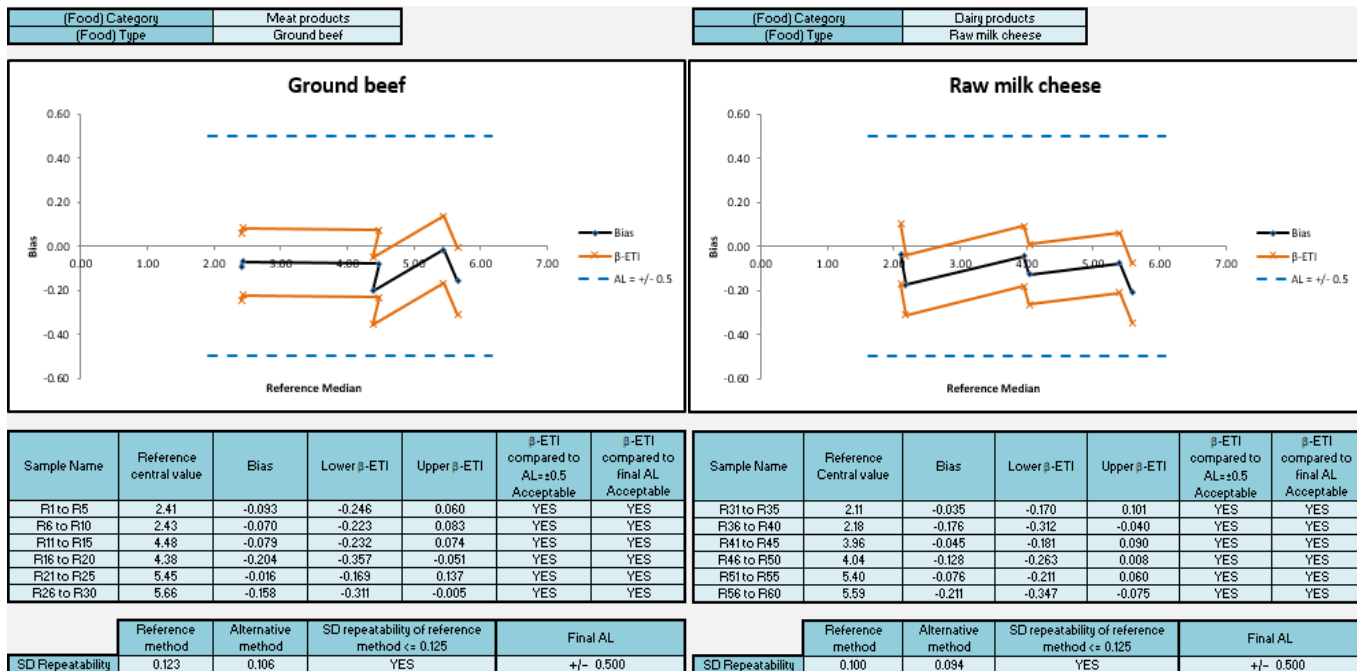 (Food) Category Meat products
(Food) Type Ground beef
(Food) Category Dairy products
(Food) Type Raw milk cheese
Ground beef
0.60
0.40
0.20
0.00
-0.20
-0.40
-0.60
0.00 1.00 2.00 3.00 4.00 5.00 6.00 7.00
Bias
Reference Median
Bias
β-ETI
AL = +/- 0.5
Raw milk cheese
0.60
0.40
0.20
0.00
-0.20
-0.40
-0.60
0.00 1.00 2.00 3.00 4.00 5.00 6.00 7.00
Bias
Reference Median
Bias
β-ETI
AL = +/- 0.5
Sample Name Reference central value Bias Lower β-ETI Upper β-ETI β-ETI compared to AL=±0.5 Acceptable β-ETI compared to final AL Acceptable
R1 to R5 2.41 -0.093 -0.246 0.060 YES YES
R6 to R10 2.43 -0.070 -0.223 0.083 YES YES
R11 to R15 4.48 -0.079 -0.232 0.074 YES YES
R16 to R20 4.38 -0.204 -0.357 -0.051 YES YES
R21 to R25 5.45 -0.016 -0.169 0.137 YES YES
R26 to R30 5.66 -0.158 -0.311 -0.005 YES YES
Reference method Alternative method SD repeatability of reference method <= 0.125 Final AL
SD Repeatability 0.123 0.106 YES +/- 0.500
Sample Name Reference Central value Bias Lower β-ETI Upper β-ETI β-ETI compared to AL=±0.5 Acceptable β-ETI compared to final AL Acceptable
R31 to R35 2.11 -0.035 -0.170 0.101 YES YES
R36 to R40 2.18 -0.176 -0.312 -0.040 YES YES
R41 to R45 3.96 -0.045 -0.181 0.090 YES YES
R46 to R50 4.04 -0.128 -0.263 0.008 YES YES
R51 to R55 5.40 -0.076 -0.211 0.060 YES YES
R56 to R60 5.59 -0.211 -0.347 -0.075 YES YES
Reference method Alternative method SD repeatability of reference method <= 0.125 Final AL
SD Repeatability 0.100 0.094 YES +/- 0.500